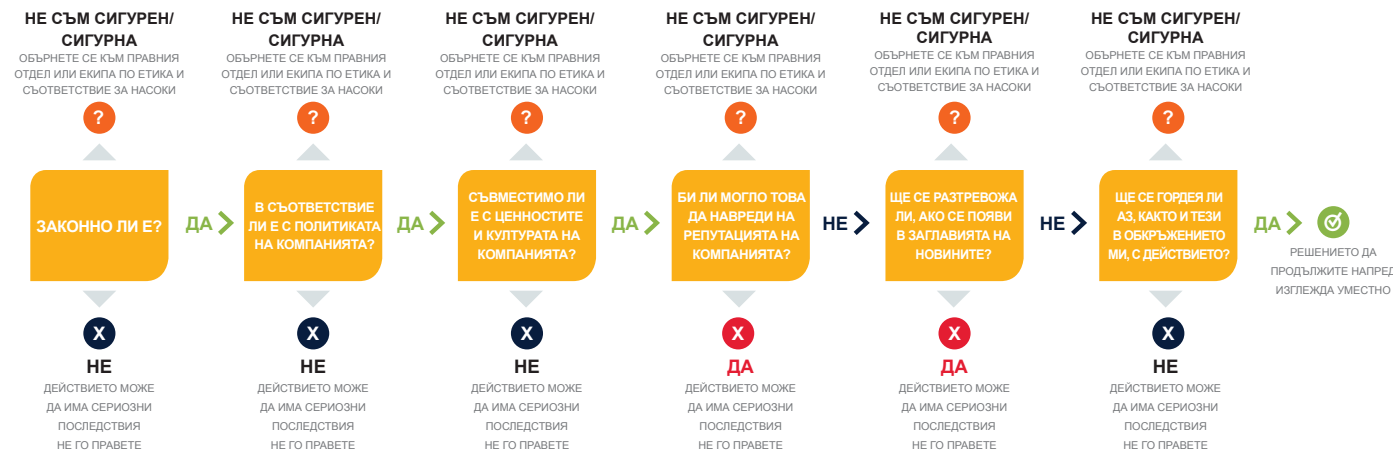 НЕ СЪМ СИГУРЕН/
СИГУРНА
ОБЪРНЕТЕ СЕ КЪМ ПРАВНИЯ
ОТДЕЛ ИЛИ ЕКИПА ПО ЕТИКА И
СЪОТВЕТСТВИЕ ЗА НАСОКИ
?
ЗАКОННО ЛИ Е?
X
НЕ
ДЕЙСТВИЕТО МОЖЕ
ДА ИМА СЕРИОЗНИ
ПОСЛЕДСТВИЯ
НЕ ГО ПРАВЕТЕ
ДА
НЕ СЪМ СИГУРЕН/
СИГУРНА
ОБЪРНЕТЕ СЕ КЪМ ПРАВНИЯ
ОТДЕЛ ИЛИ ЕКИПА ПО ЕТИКА И
СЪОТВЕТСТВИЕ ЗА НАСОКИ
?
В СЪОТВЕТСТВИЕ
ЛИ Е С ПОЛИТИКАТА
НА КОМПАНИЯТА?
X
НЕ
ДЕЙСТВИЕТО МОЖЕ
ДА ИМА СЕРИОЗНИ
ПОСЛЕДСТВИЯ
НЕ ГО ПРАВЕТЕ
ДА
НЕ СЪМ СИГУРЕН/
СИГУРНА
ОБЪРНЕТЕ СЕ КЪМ ПРАВНИЯ
ОТДЕЛ ИЛИ ЕКИПА ПО ЕТИКА И
СЪОТВЕТСТВИЕ ЗА НАСОКИ
?
СЪВМЕСТИМО ЛИ
Е С ЦЕННОСТИТЕ
И КУЛТУРАТА НА
КОМПАНИЯТА?
X
НЕ
ДЕЙСТВИЕТО МОЖЕ
ДА ИМА СЕРИОЗНИ
ПОСЛЕДСТВИЯ
НЕ ГО ПРАВЕТЕ
ДА
НЕ СЪМ СИГУРЕН/
СИГУРНА
ОБЪРНЕТЕ СЕ КЪМ ПРАВНИЯ
ОТДЕЛ ИЛИ ЕКИПА ПО ЕТИКА И
СЪОТВЕТСТВИЕ ЗА НАСОКИ
?
БИ ЛИ МОГЛО ТОВА
ДА НАВРЕДИ НА
РЕПУТАЦИЯТА НА
КОМПАНИЯТА?
X
ДА
ДЕЙСТВИЕТО МОЖЕ
ДА ИМА СЕРИОЗНИ
ПОСЛЕДСТВИЯ
НЕ ГО ПРАВЕТЕ
НЕ
НЕ СЪМ СИГУРЕН/
СИГУРНА
ОБЪРНЕТЕ СЕ КЪМ ПРАВНИЯ
ОТДЕЛ ИЛИ ЕКИПА ПО ЕТИКА И
СЪОТВЕТСТВИЕ ЗА НАСОКИ
?
ЩЕ СЕ РАЗТРЕВОЖА
ЛИ, АКО СЕ ПОЯВИ
В ЗАГЛАВИЯТА НА
НОВИНИТЕ?
X
ДА
ДЕЙСТВИЕТО МОЖЕ
ДА ИМА СЕРИОЗНИ
ПОСЛЕДСТВИЯ
НЕ ГО ПРАВЕТЕ
НЕ
НЕ СЪМ СИГУРЕН/
СИГУРНА
ОБЪРНЕТЕ СЕ КЪМ ПРАВНИЯ
ОТДЕЛ ИЛИ ЕКИПА ПО ЕТИКА И
СЪОТВЕТСТВИЕ ЗА НАСОКИ
?
ЩЕ СЕ ГОРДЕЯ ЛИ
АЗ, КАКТО И ТЕЗИ
В ОБКРЪЖЕНИЕТО
МИ, С ДЕЙСТВИЕТО?
X
НЕ
ДЕЙСТВИЕТО МОЖЕ
ДА ИМА СЕРИОЗНИ
ПОСЛЕДСТВИЯ
НЕ ГО ПРАВЕТЕ
ДА
РЕШЕНИЕТО ДА
ПРОДЪЛЖИТЕ НАПРЕД
ИЗГЛЕЖДА УМЕСТНО